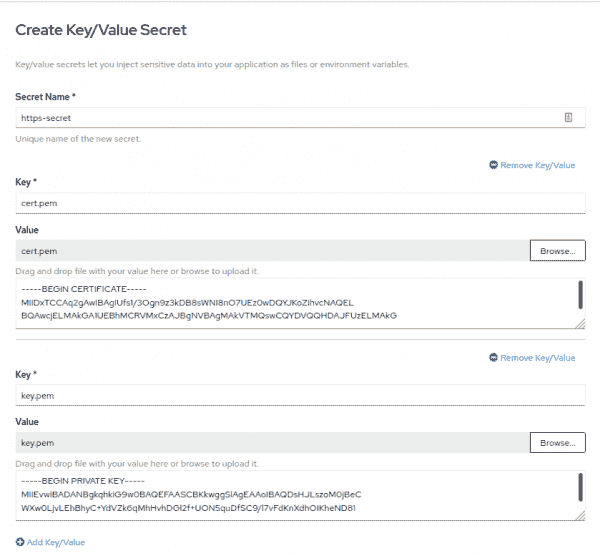 Create Key/Value Secret
Key/value secrets let you inject sensitive data into your application as files or environment variables.
Secret Name *
https-secret
Unique name of the new secret.
Remove Key/Value
Key *
cert.pem
Value
cert.pem
Browse...
Drag and drop file with your value here or browse to upload it.
-----BEGIN CERTIFICATE-----
MIIDxTCCAq2gAwIBAgIUfs1/3Ogn9z3kDB8sWNI8nO7UEz0wDQYJKoZIhvcNAQEL
BQAwcjELMAkGA1UEBhMCRVMxCzAJBgNVBAgMAkVTMQswCQYDVQQHDAJFUzELMAkG
Remove Key/Value
Key *
key.pem
Value
key.pem
Browse...
Drag and drop file with your value here or browse to upload it.
-----BEGIN PRIVATE KEY-----
MIIEvwIBADANBgkqhkiG9w0BAQEFAASCBKkwggSlAgEAAoIBAQDsHJLszoM0jBeC
WXw0LjvLEhBhyC+YdVZk6qMhHvhDGl2f+UON5quDfSC9/l7vFdKnXdhOIKheND81
Add Key/Value